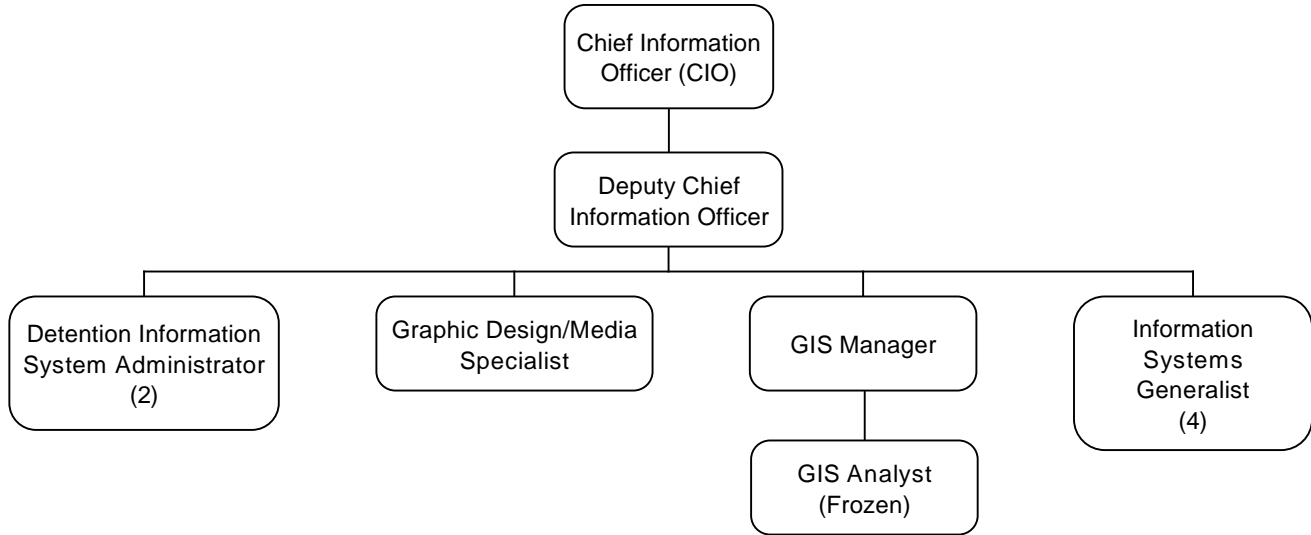 Chief Information
Officer (CIO)
Deputy Chief
Information Officer
Detention Information
System Administrator
(2)
Graphic Design/Media
Specialist
GIS Manager
Information
Systems
Generalist
(4)
GIS Analyst
(Frozen)